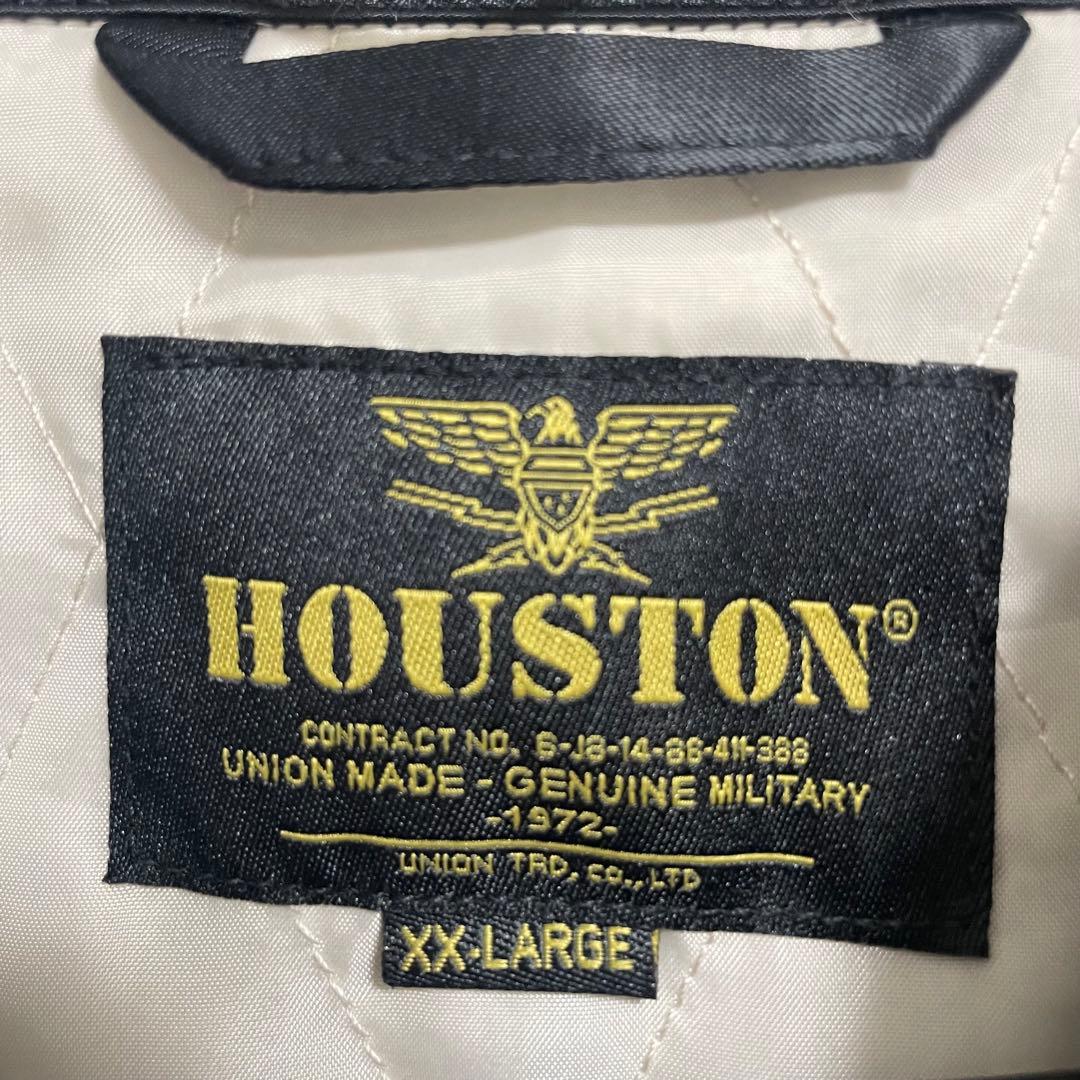 HOUSTON®
CONTRACT NO. 6-J8-14-86-411-388
UNION MADE - GENUINE MILITARY
-1972-
UNION TRD. CO., LTD
XX-LARGE